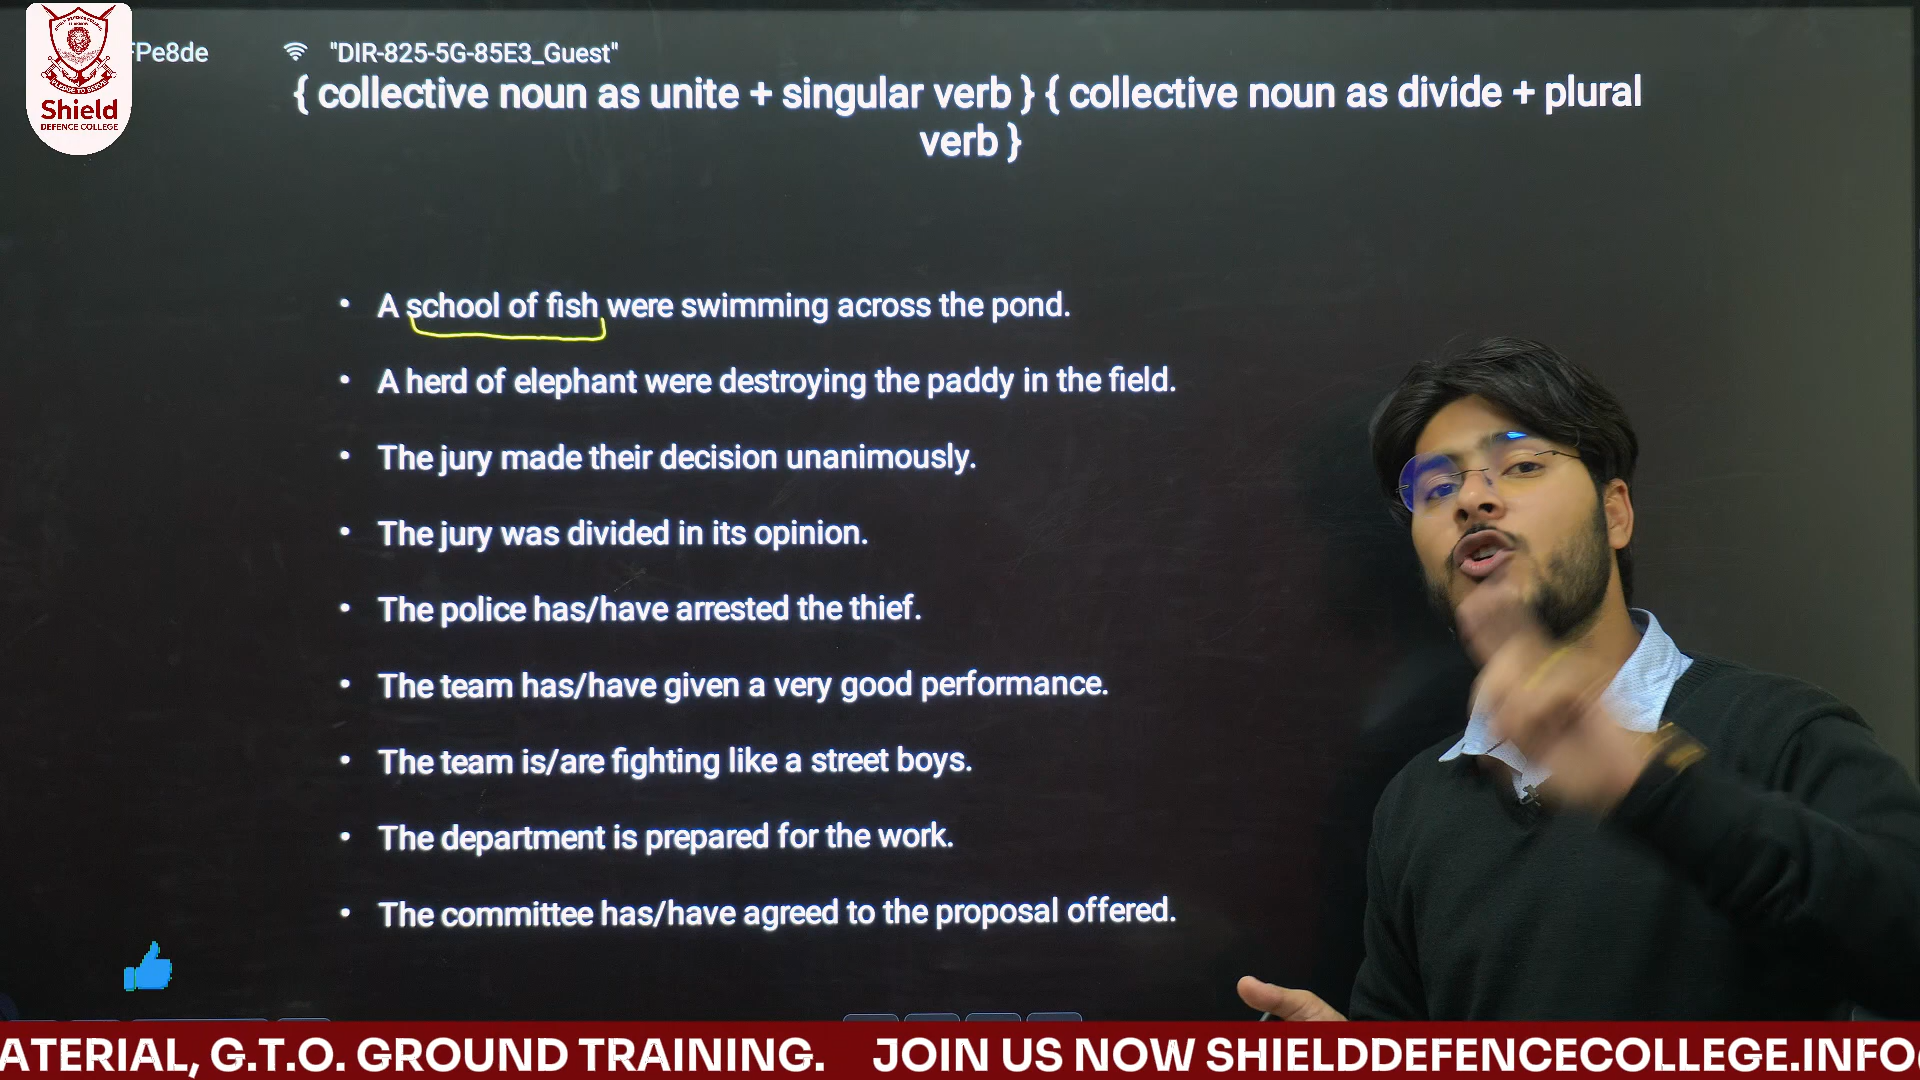 FPe8de "DIR-825-5G-85E3_Guest"
{ collective noun as unite + singular verb } { collective noun as divide + plural
verb }
Shield
DEFENCE COLLEGE
• A school of fish were swimming across the pond.
• A herd of elephant were destroying the paddy in the field.
• The jury made their decision unanimously.
• The jury was divided in its opinion.
• The police has/have arrested the thief.
• The team has/have given a very good performance.
• The team is/are fighting like a street boys.
• The department is prepared for the work.
• The committee has/have agreed to the proposal offered.
ATERIAL, G.T.O. GROUND TRAINING. JOIN US NOW SHIELDDEFENCECOLLEGE.INFO